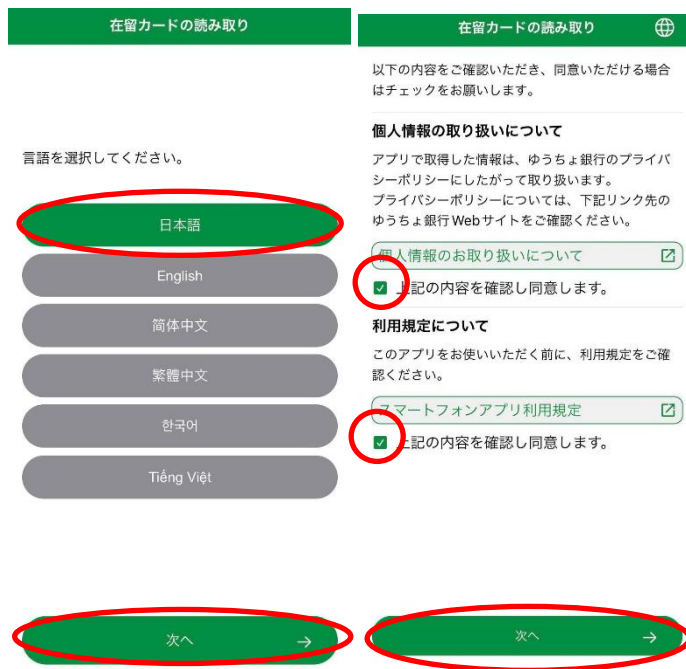 在留カードの読み取り
言語を選択してください。
日本語
English
简体中文
繁體中文
한국어
Tiếng Việt
次へ
在留カードの読み取り
以下の内容をご確認いただき、同意いただける場合
はチェックをお願いします。
個人情報の取り扱いについて
アプリで取得した情報は、ゆうちょ銀行のプライバ
シーポリシーにしたがって取り扱います。
プライバシーポリシーについては、下記リンク先の
ゆうちょ銀行Webサイトをご確認ください。
個人情報のお取り扱いについて
上記の内容を確認し同意します。
利用規定について
このアプリをお使いいただく前に、利用規定をご確
認ください。
スマートフォンアプリ利用規定
上記の内容を確認し同意します。
次へ